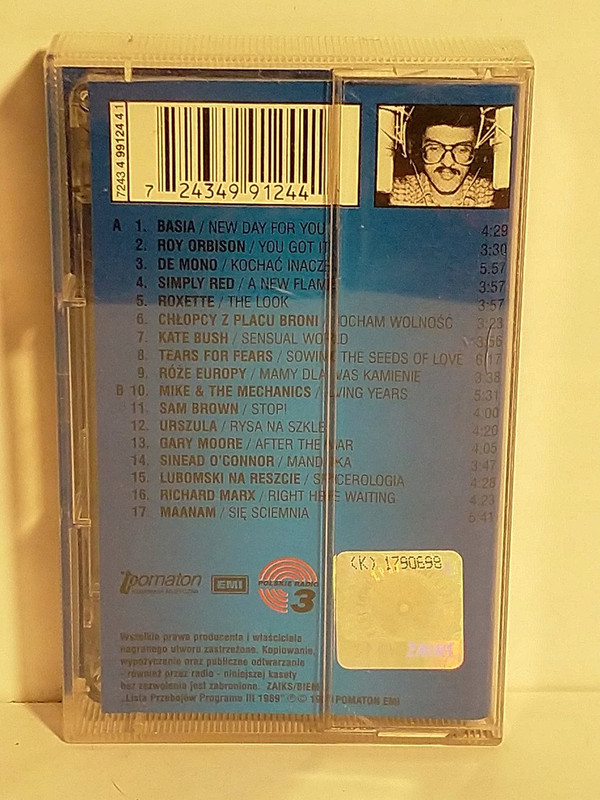 7243 4 99124 4 1
7 24349 91244
A 1. BASIA / NEW DAY FOR YOU 4:29
2. ROY ORBISON / YOU GOT IT 3:30
3. DE MONO / KOCHAĆ INACZE 5:57
4. SIMPLY RED / A NEW FLAME 3:57
5. ROXETTE / THE LOOK 3:57
6. CHŁOPCY Z PLACU BRONI / KOCHAM WOLNOŚĆ 3:23
7. KATE BUSH / SENSUAL WORLD 3:56
8. TEARS FOR FEARS / SOWING THE SEEDS OF LOVE 6:17
9. RÓŻE EUROPY / MAMY DLA WAS KAMIENIE 3:38
B 10. MIKE & THE MECHANICS / LIVING YEARS 5:31
11. SAM BROWN / STOP! 4:00
12. URSZULA / RYSA NA SZKLE 4:20
13. GARY MOORE / AFTER THE WAR 4:05
14. SINEAD O'CONNOR / MANDINKA 3:47
15. LUBOMSKI NA RESZCIE / SPACEROLOGIA 4:28
16. RICHARD MARX / RIGHT HERE WAITING 4:23
17. MAANAM / SIĘ ŚCIEMNIA 5:41
(K) 1790698
pomaton
EMI
POLSKIE RADIO
3
ZAIKS
Wszelkie prawa producenta i właściciela
nagranego utworu zastrzeżone. Kopiowanie,
wypożyczanie oraz publiczne odtwarzanie
- również przez radio - niniejszej kasety
bez zezwolenia jest zabronione. ZAIKS/BIEM
„Lista Przebojów Programu III 1989" ℗© POMATON EMI